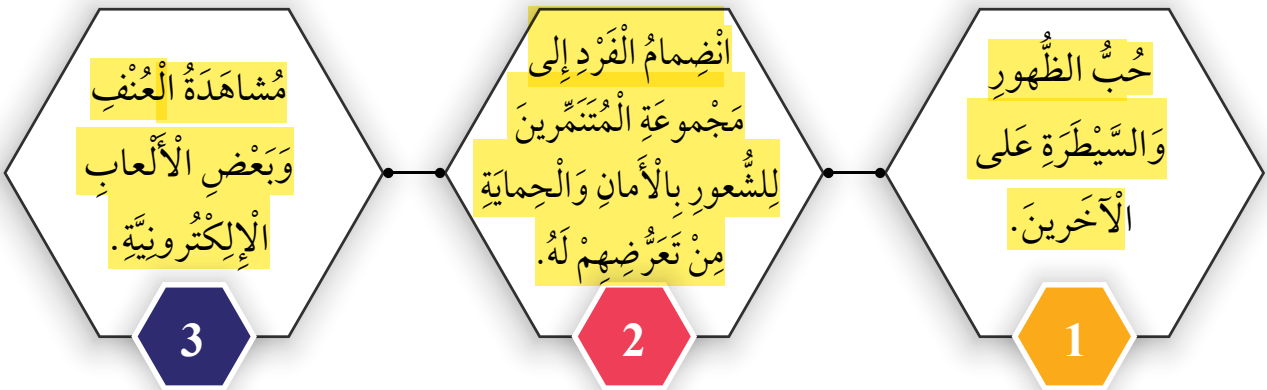 حُبُّ الظُّهورِ
وَالسَّيْطَرَةِ عَلى
الْآخَرينَ.
1
انْضِمامُ الْفَرْدِ إِلى
مَجْموعَةِ الْمُتَنَمِّرينَ
لِلشُّعورِ بِالْأَمانِ وَالْحِمايَةِ
مِنْ تَعَرُّضِهِمْ لَهُ.
2
مُشاهَدَةُ الْعُنْفِ
وَبَعْضِ الْأَلْعابِ
الْإِلِكْتُرونِيَّةِ.
3